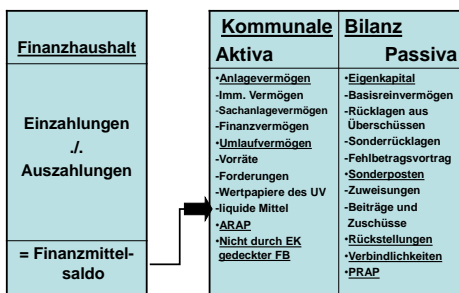 Finanzhaushalt
Einzahlungen
./.
Auszahlungen
= Finanzmittel-
saldo
Kommunale Bilanz
Aktiva Passiva
•Anlagevermögen
-Imm. Vermögen
-Sachanlagevermögen
-Finanzvermögen
•Umlaufvermögen
-Vorräte
-Forderungen
-Wertpapiere des UV
-liquide Mittel
•ARAP
•Nicht durch EK
gedeckter FB
•Eigenkapital
-Basisreinvermögen
-Rücklagen aus
Überschüssen
-Sonderrücklagen
-Fehlbetragsvortrag
•Sonderposten
-Zuweisungen
-Beiträge und
Zuschüsse
•Rückstellungen
•Verbindlichkeiten
•PRAP